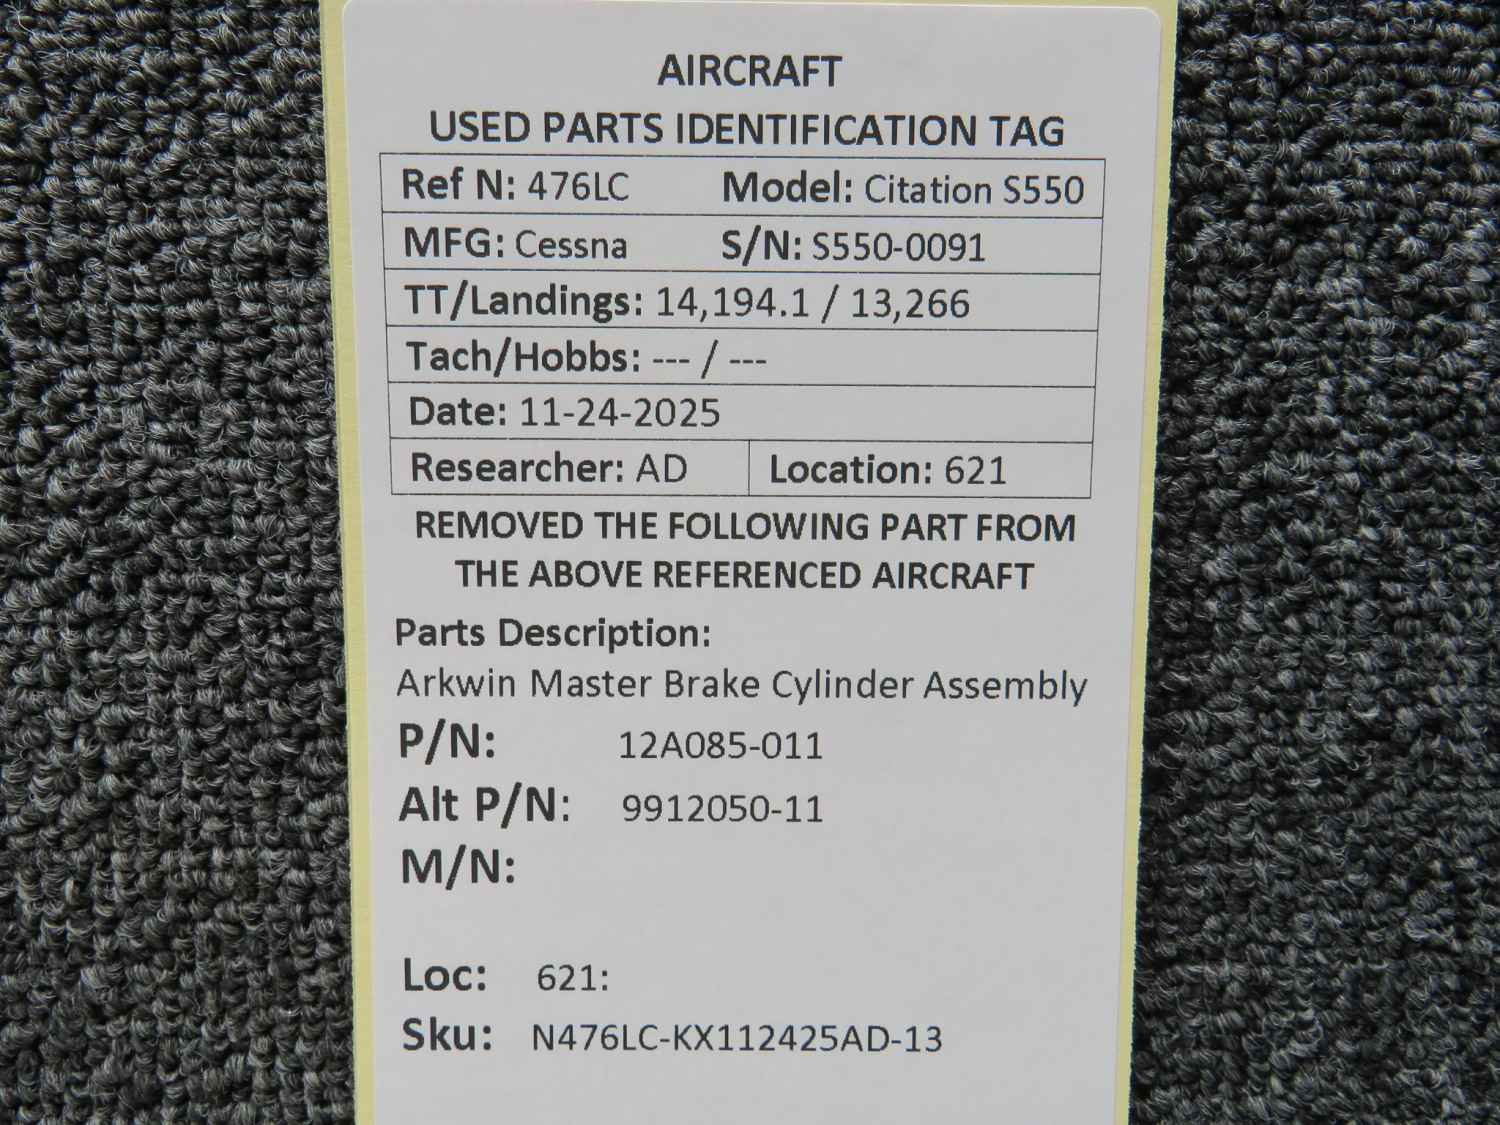 AIRCRAFT
USED PARTS IDENTIFICATION TAG
Ref N: 476LC Model: Citation S550
MFG: Cessna S/N: S550-0091
TT/Landings: 14,194.1 / 13,266
Tach/Hobbs: --- / ---
Date: 11-24-2025
Researcher: AD Location: 621
REMOVED THE FOLLOWING PART FROM
THE ABOVE REFERENCED AIRCRAFT
Parts Description:
Arkwin Master Brake Cylinder Assembly
P/N: 12A085-011
Alt P/N: 9912050-11
M/N:
Loc: 621:
Sku: N476LC-KX112425AD-13